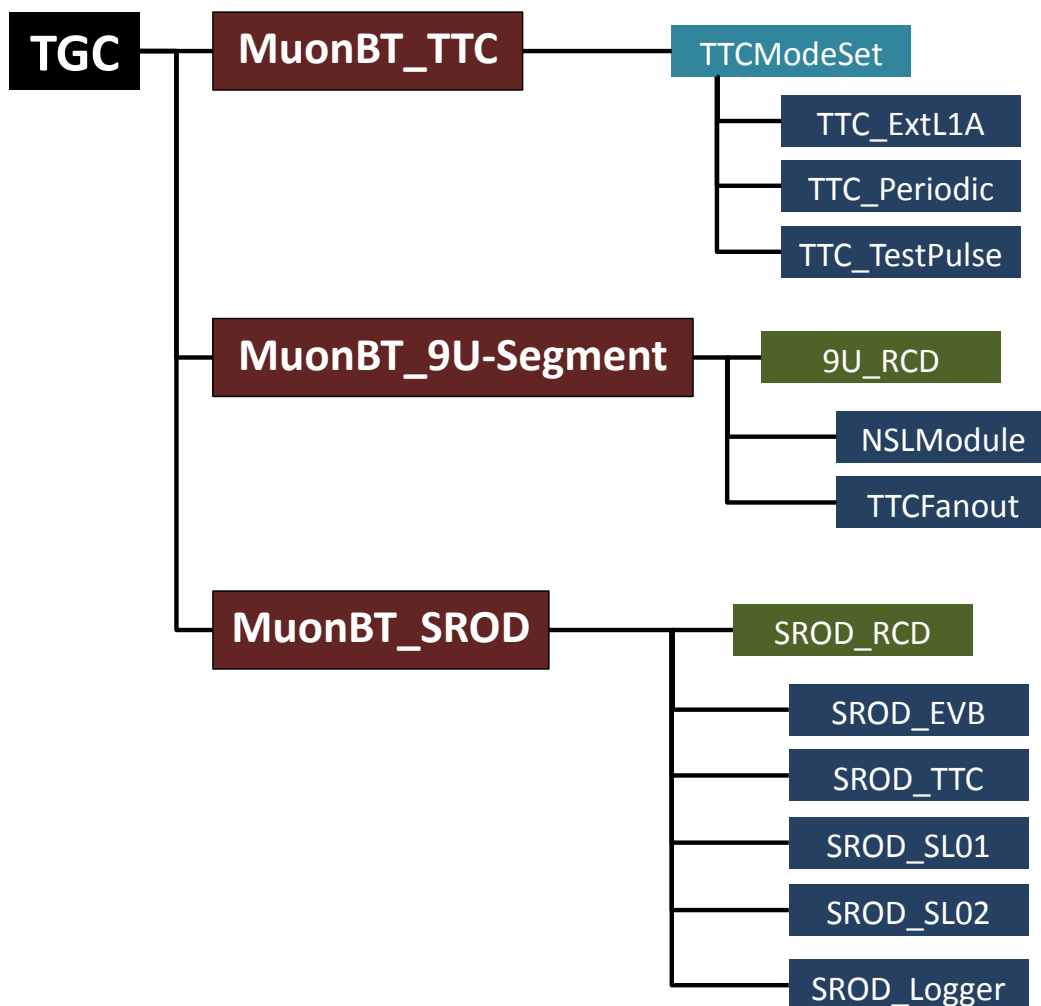 TGC
MuonBT_TTC
TTCModeSet
TTC_ExtL1A
TTC_Periodic
TTC_TestPulse
MuonBT_9U-Segment
9U_RCD
NSLModule
TTCFanout
MuonBT_SROD
SROD_RCD
SROD_EVB
SROD_TTC
SROD_SL01
SROD_SL02
SROD_Logger